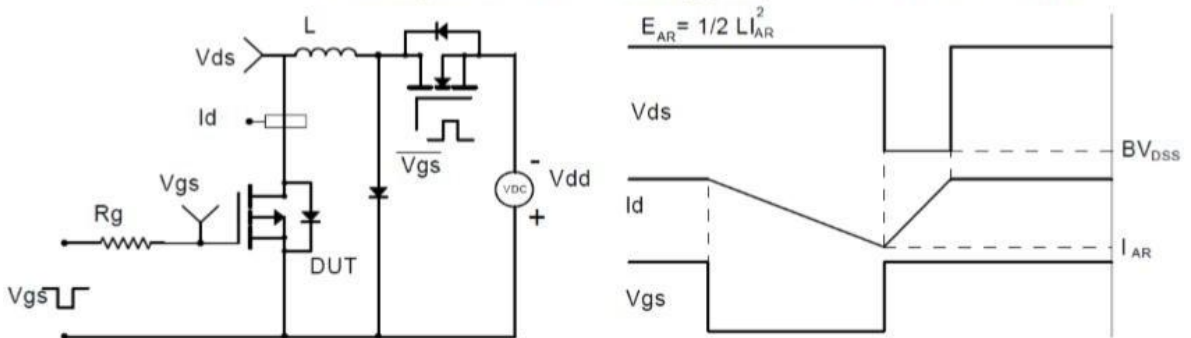 L
Vds
Id
Vgs
Rg
Vgs
DUT
Vgs
-
VDC
+
Vdd
E_AR = 1/2 LI_AR^2
Vds
BV_DSS
Id
I_AR
Vgs